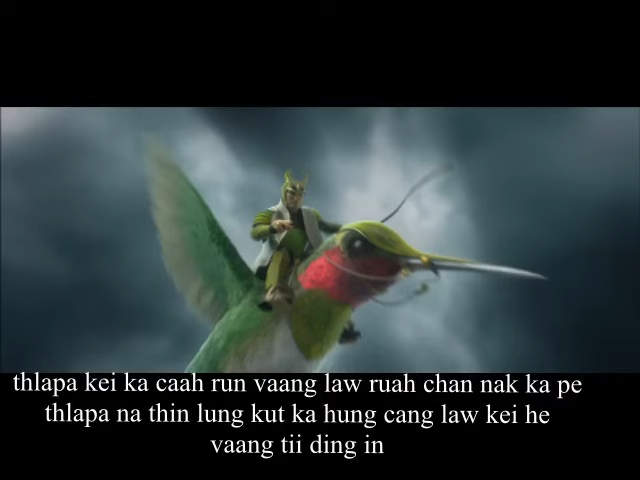 thlapa kei ka caah run vaang law ruah chan nak ka pe
thlapa na thin lung kut ka hung cang law kei he
vaang tii ding in